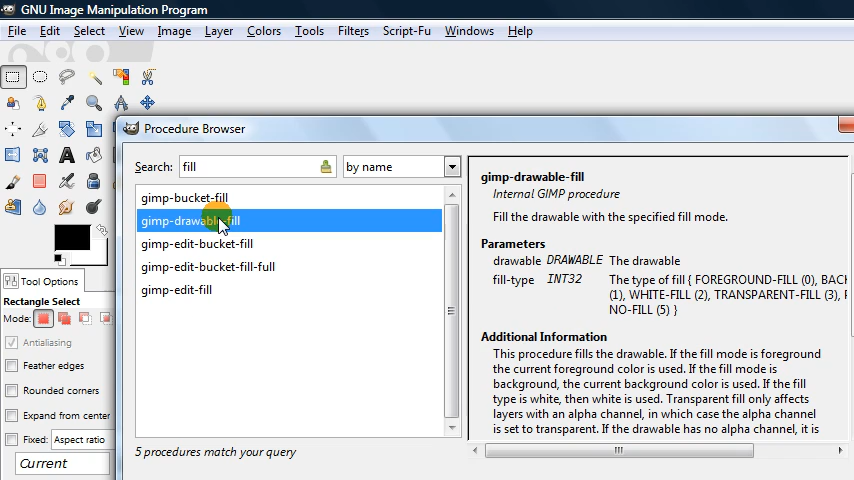 GNU Image Manipulation Program
File Edit Select View Image Layer Colors Tools Filters Script-Fu Windows Help
Procedure Browser
Search: fill by name
gimp-bucket-fill
gimp-drawable-fill
gimp-edit-bucket-fill
gimp-edit-bucket-fill-full
gimp-edit-fill
5 procedures match your query
gimp-drawable-fill
Internal GIMP procedure
Fill the drawable with the specified fill mode.
Parameters
drawable DRAWABLE The drawable
fill-type INT32 The type of fill { FOREGROUND-FILL (0), BACK
(1), WHITE-FILL (2), TRANSPARENT-FILL (3), P
NO-FILL (5) }
Additional Information
This procedure fills the drawable. If the fill mode is foreground
the current foreground color is used. If the fill mode is
background, the current background color is used. If the fill
type is white, then white is used. Transparent fill only affects
layers with an alpha channel, in which case the alpha channel
is set to transparent. If the drawable has no alpha channel, it is
Tool Options
Rectangle Select
Mode:
Antialiasing
Feather edges
Rounded corners
Expand from center
Fixed: Aspect ratio
Current